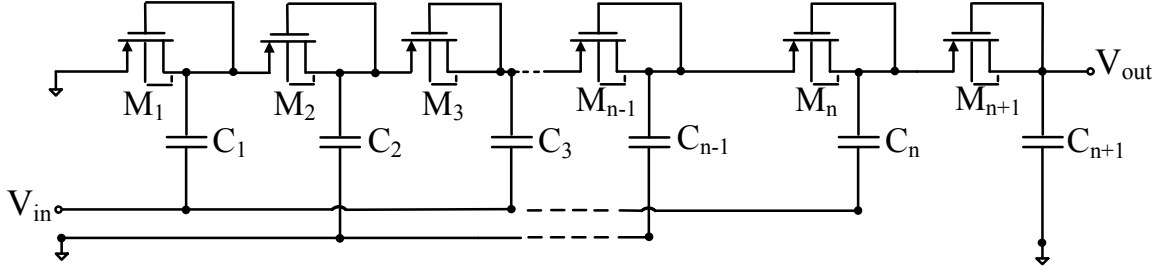 V_out
M_1 M_2 M_3 M_n-1 M_n M_n+1
C_1 C_2 C_3 C_n-1 C_n C_n+1
V_in